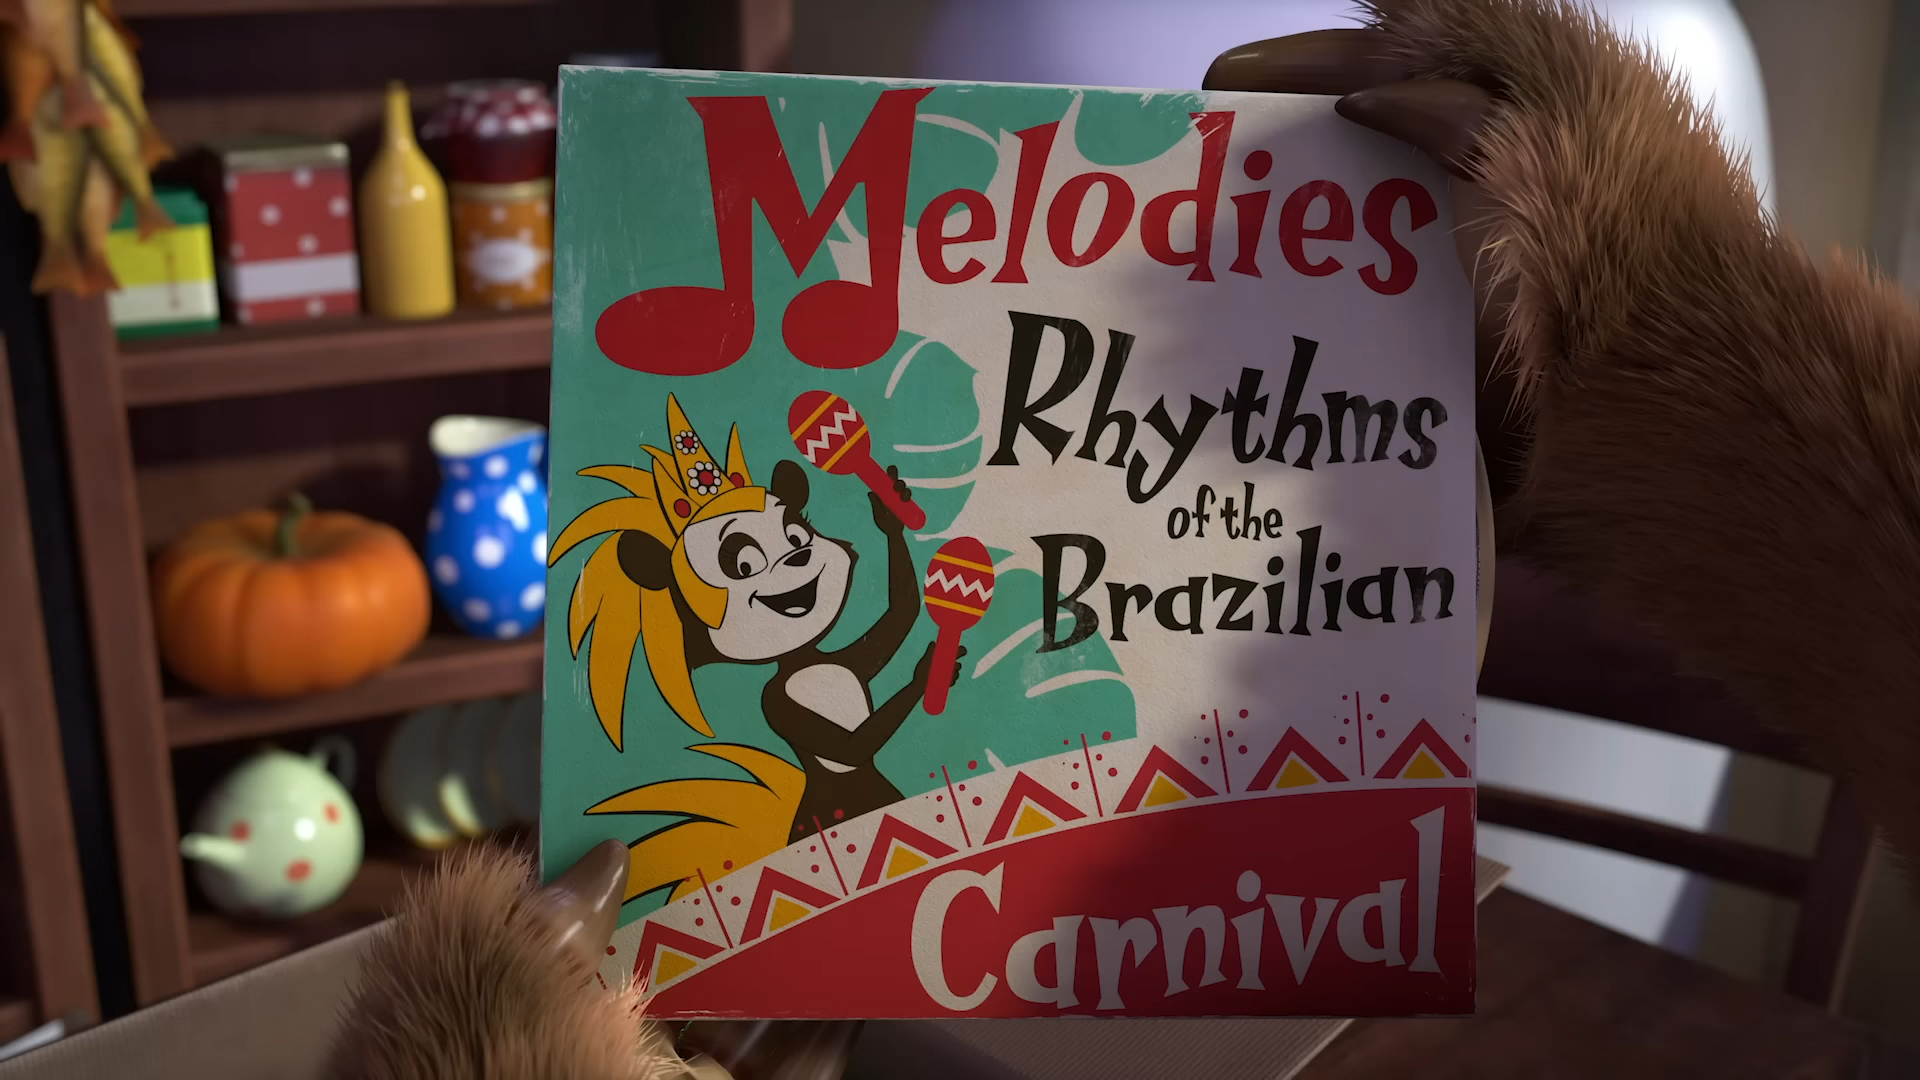 Melodies
Rhythms
of the
Brazilian
Carnival